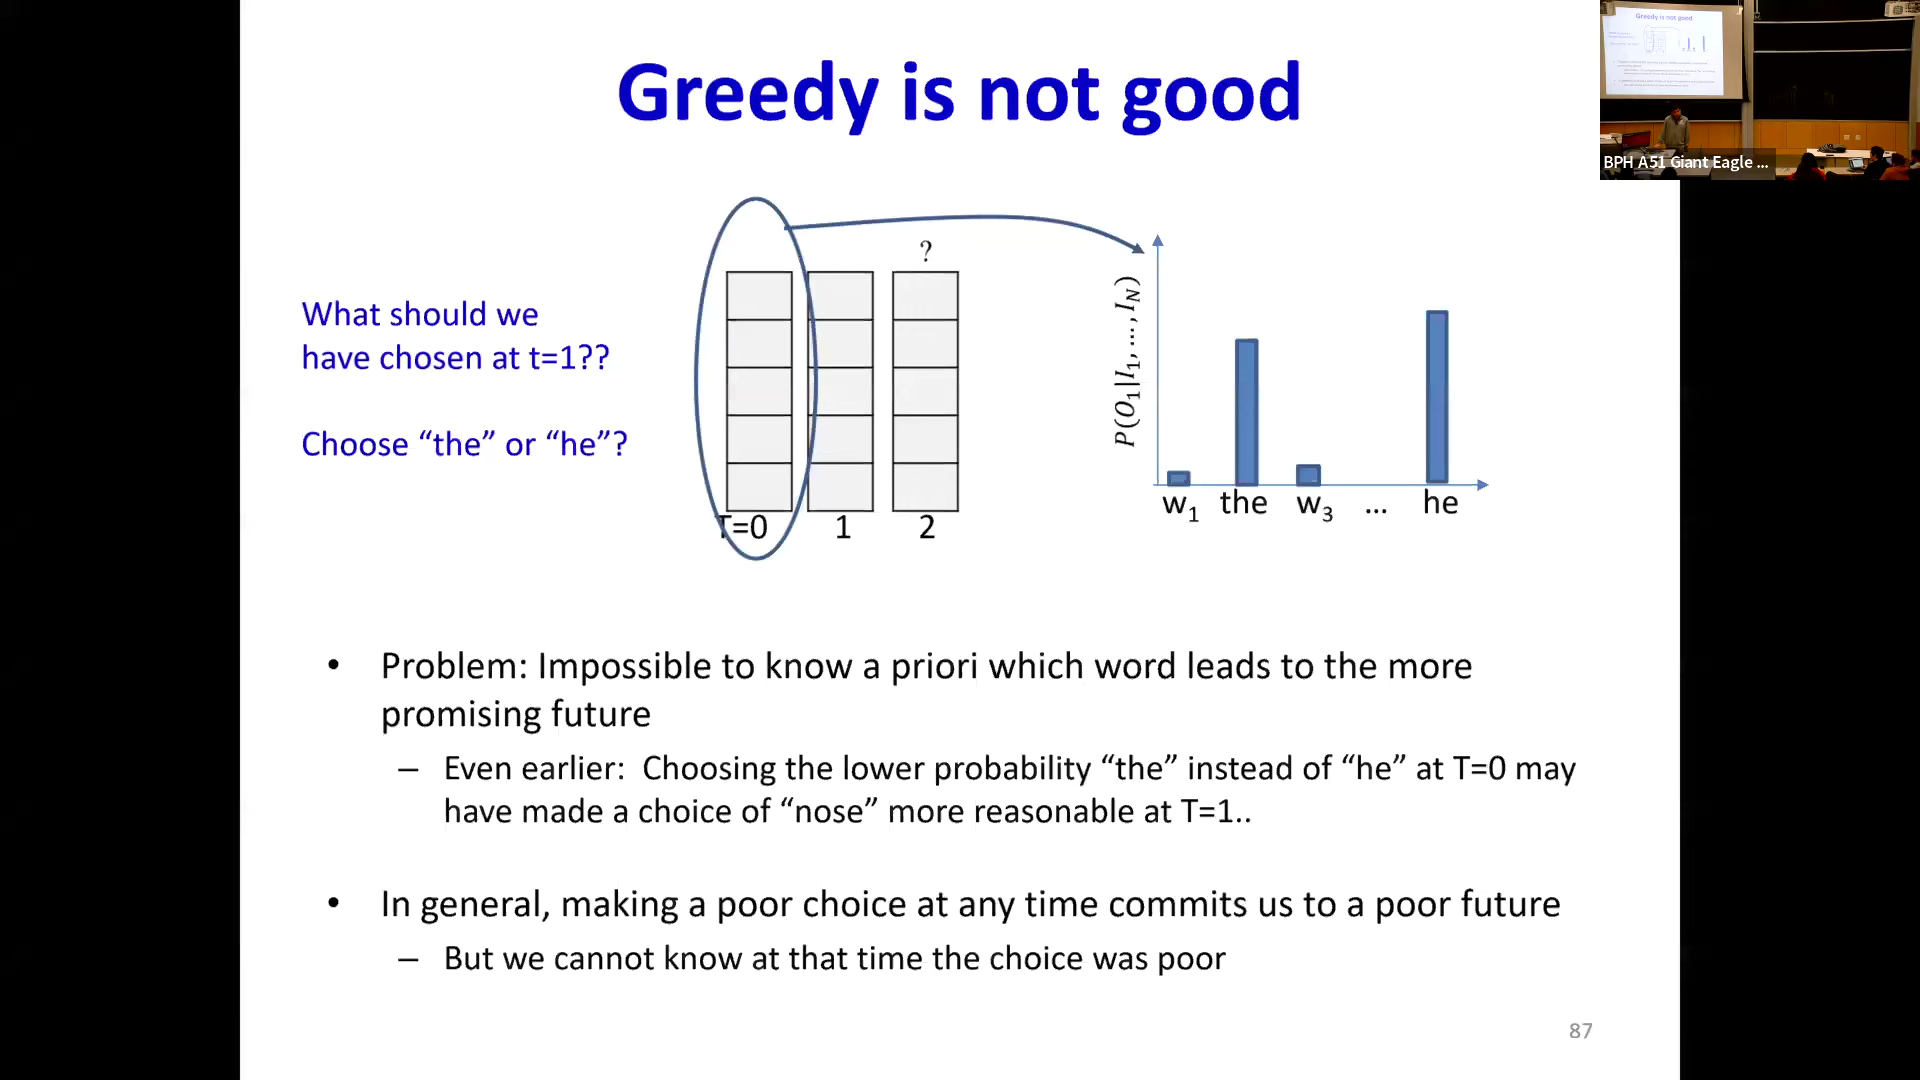 Greedy is not good
Greedy is not good
BPH A51 Giant Eagle ...
What should we
have chosen at t=1??
Choose “the” or “he”?
?
T=0 1 2
P(O₁|I₁, …, I_N)
w₁ the w₃ ... he
• Problem: Impossible to know a priori which word leads to the more
promising future
– Even earlier: Choosing the lower probability “the” instead of “he” at T=0 may
have made a choice of “nose” more reasonable at T=1..
• In general, making a poor choice at any time commits us to a poor future
– But we cannot know at that time the choice was poor
87